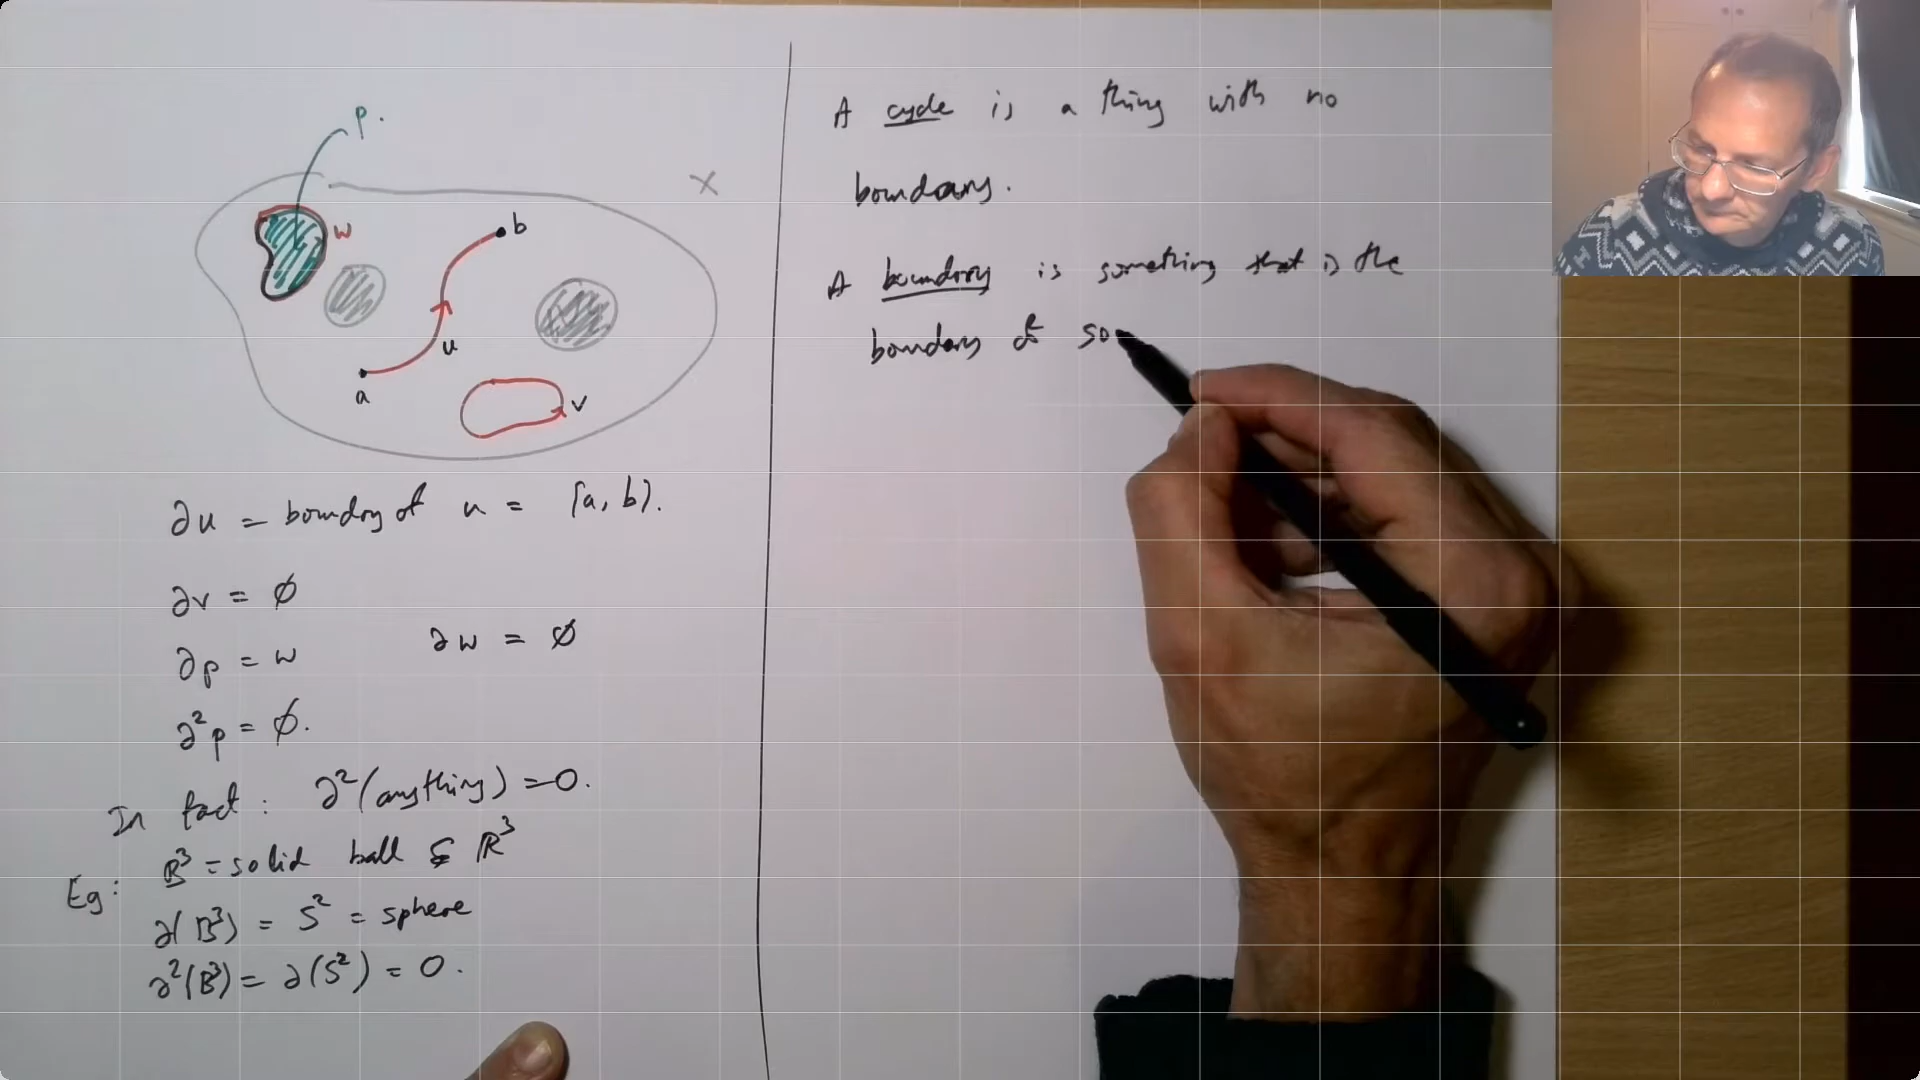 p.
X
w
b
u
a
v
∂u = boundry of u = {a, b}.
∂v = ∅
∂p = w
∂w = ∅
∂²p = ∅.
In fact: ∂²(anything) = 0.
Eg: B³ = solid ball ⊆ ℝ³
∂(B³) = S² = sphere
∂²(B³) = ∂(S²) = 0.
A cycle is a thing with no
boundary.
A boundary is something that is the
boundary of so